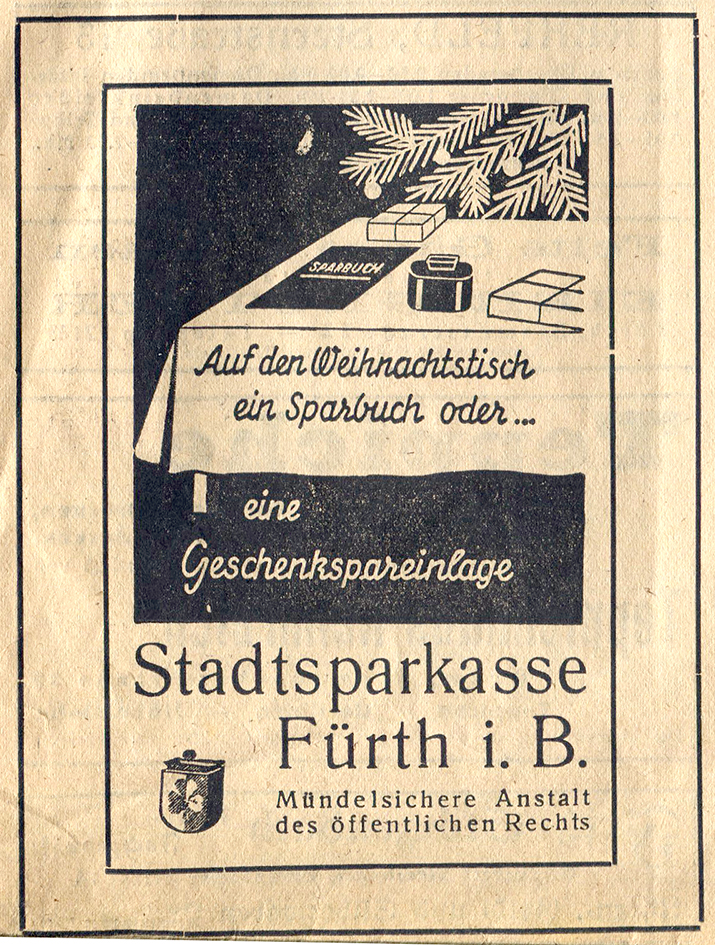 SPARBUCH
Auf den Weihnachtstisch
ein Sparbuch oder...
eine
Geschenkspareinlage
Stadtsparkasse
Fürth i. B.
Mündelsichere Anstalt
des öffentlichen Rechts